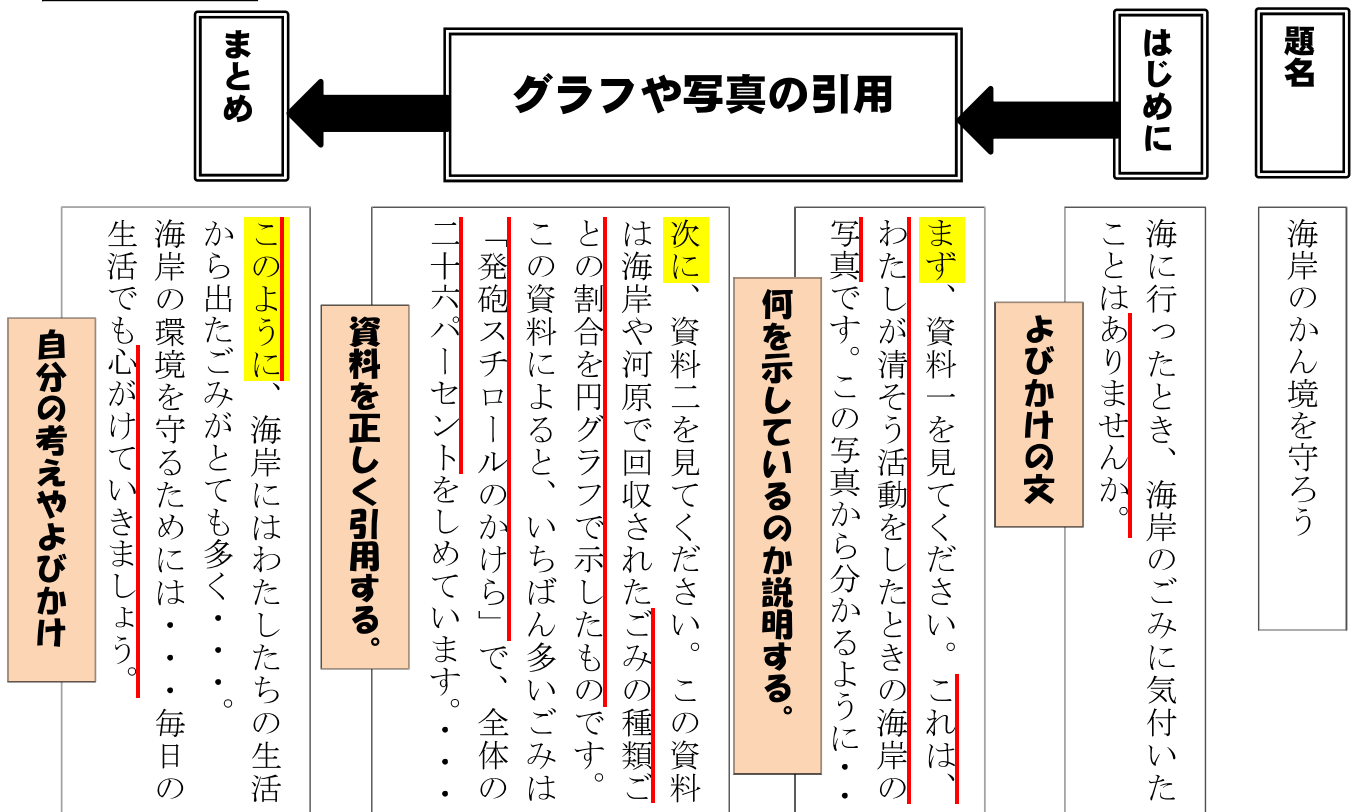 題名
はじめに
グラフや写真の引用
まとめ
海岸のかん境を守ろう
海に行ったとき、海岸のごみに気付いた
ことはありませんか。
よびかけの文
まず、資料一を見てください。これは、
わたしが清そう活動をしたときの海岸の
写真です。この写真から分かるように・・
何を示しているのか説明する。
次に、資料二を見てください。この資料
は海岸や河原で回収されたごみの種類ご
との割合を円グラフで示したものです。
この資料によると、いちばん多いごみは
「発砲スチロールのかけら」で、全体の
二十六パーセントをしめています。・・・
資料を正しく引用する。
このように、海岸にはわたしたちの生活
から出たごみがとても多く・・・。
海岸の環境を守るためには・・・毎日の
生活でも心がけていきましょう。
自分の考えやよびかけ